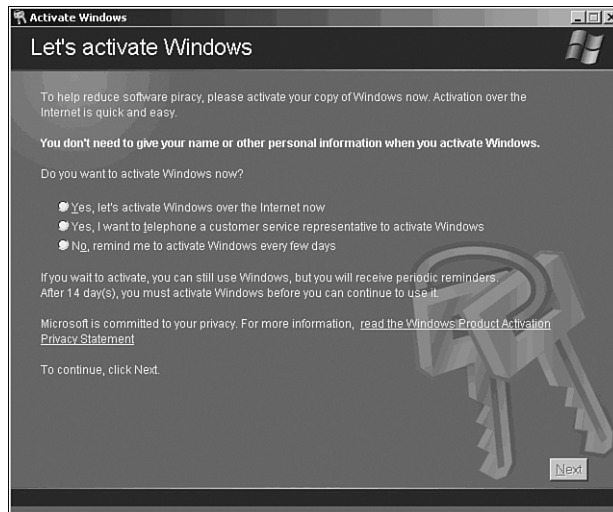 Activate Windows
Let's activate Windows
To help reduce software piracy, please activate your copy of Windows now. Activation over the
Internet is quick and easy.
You don't need to give your name or other personal information when you activate Windows.
Do you want to activate Windows now?
Yes, let's activate Windows over the Internet now
Yes, I want to telephone a customer service representative to activate Windows
No, remind me to activate Windows every few days
If you wait to activate, you can still use Windows, but you will receive periodic reminders.
After 14 day(s), you must activate Windows before you can continue to use it.
Microsoft is committed to your privacy. For more information, read the Windows Product Activation
Privacy Statement
To continue, click Next.
Next